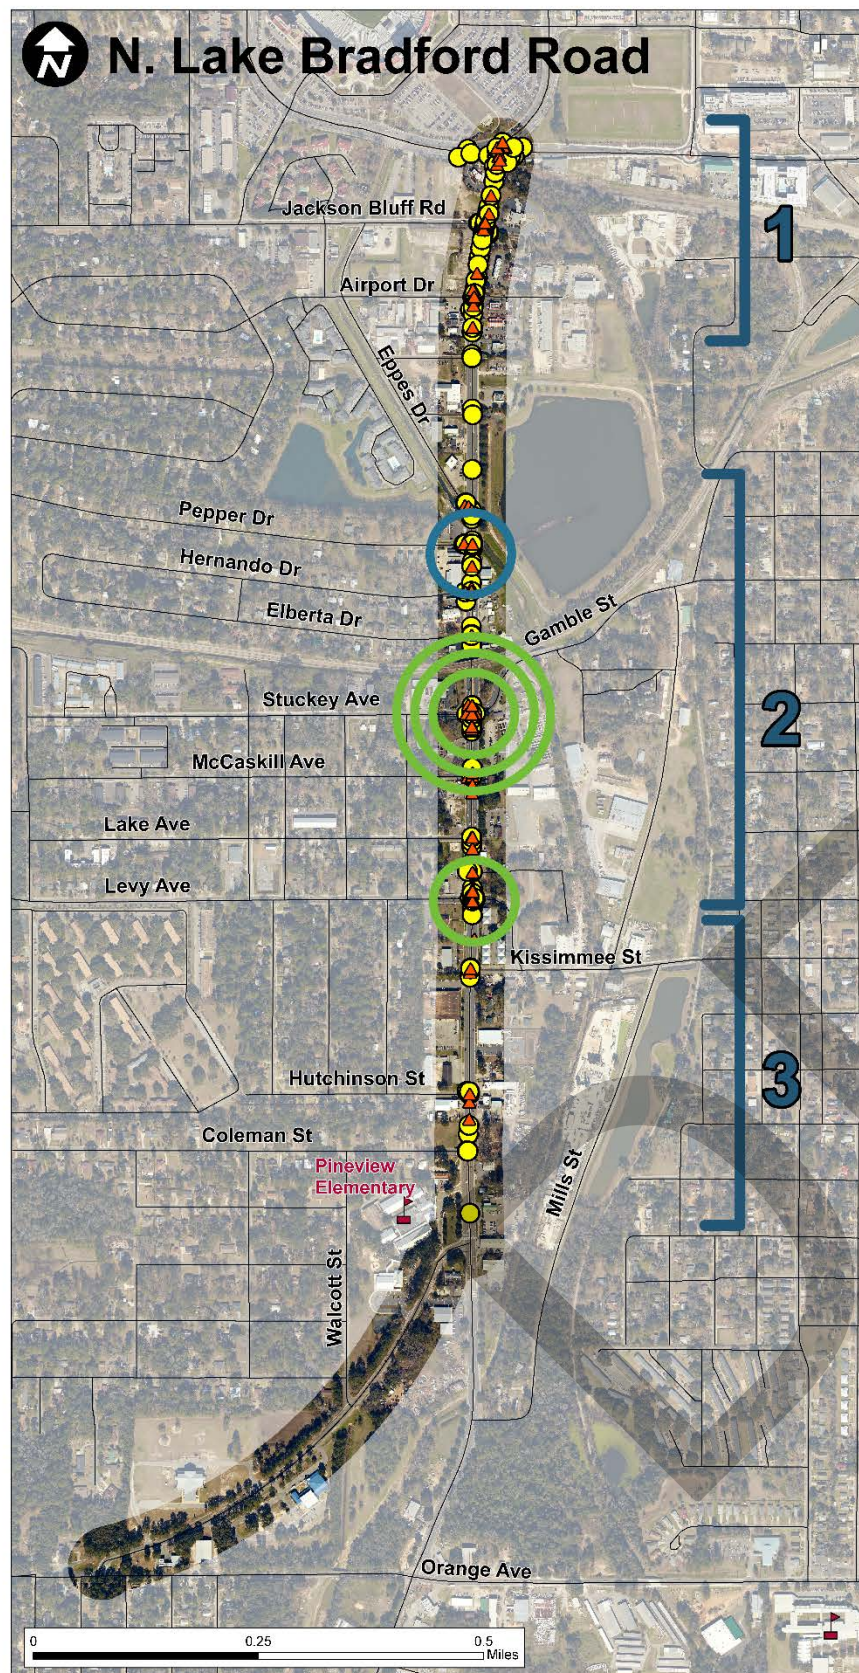 N
N. Lake Bradford Road
Jackson Bluff Rd
1
Airport Dr
Eppes Dr
Pepper Dr
Hernando Dr
Elberta Dr
Gamble St
Stuckey Ave
2
McCaskill Ave
Lake Ave
Levy Ave
Kissimmee St
Hutchinson St
3
Coleman St
Pineview
Elementary
Mills St
Walcott St
Orange Ave
0 0.25 0.5
Miles